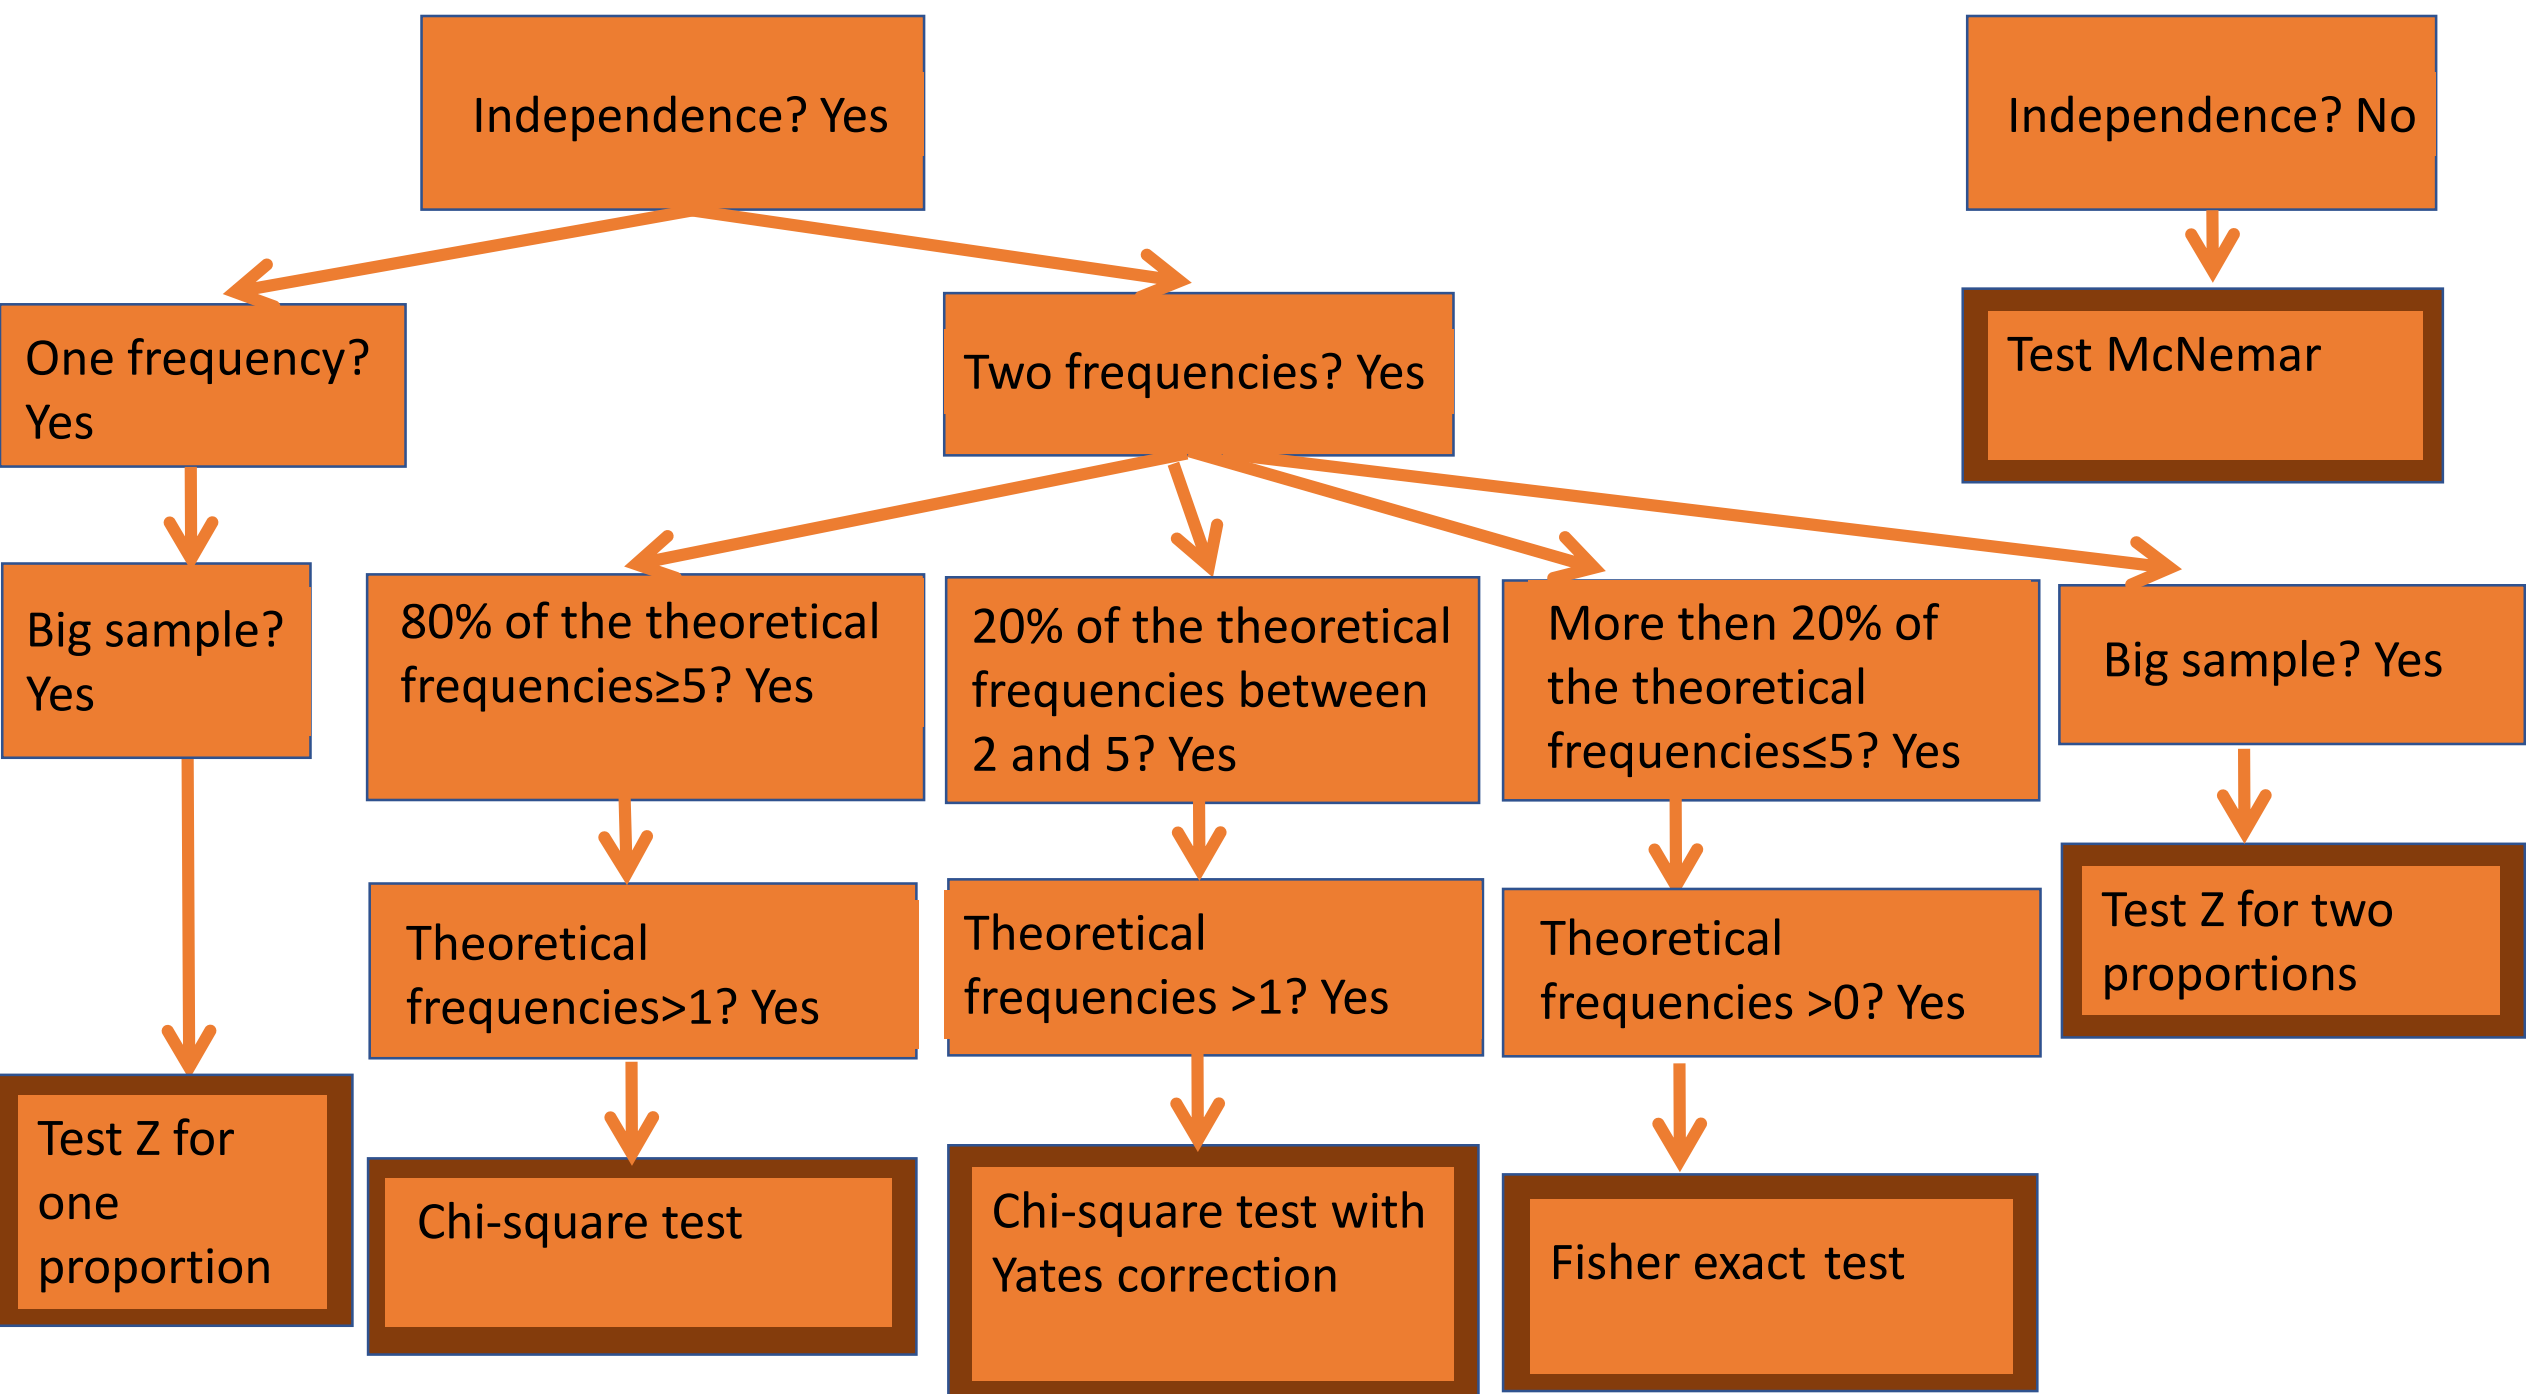 Independence? Yes
Independence? No
One frequency?
Yes
Two frequencies? Yes
Test McNemar
Big sample?
Yes
80% of the theoretical
frequencies≥5? Yes
20% of the theoretical
frequencies between
2 and 5? Yes
More then 20% of
the theoretical
frequencies≤5? Yes
Big sample? Yes
Theoretical
frequencies>1? Yes
Theoretical
frequencies >1? Yes
Theoretical
frequencies >0? Yes
Test Z for two
proportions
Test Z for
one
proportion
Chi-square test
Chi-square test with
Yates correction
Fisher exact test